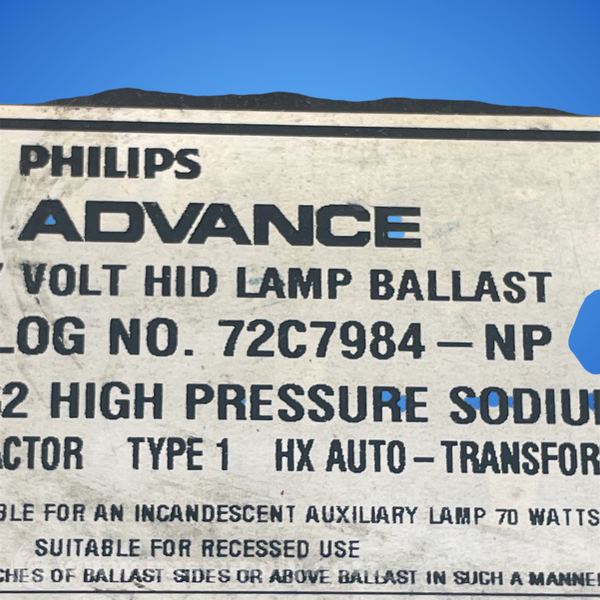 PHILIPS
ADVANCE
VOLT HID LAMP BALLAST
LOG NO. 72C7984-NP
2 HIGH PRESSURE SODIU
ACTOR TYPE 1 HX AUTO-TRANSFOR
BLE FOR AN INCANDESCENT AUXILIARY LAMP 70 WATTS
SUITABLE FOR RECESSED USE
CHES OF BALLAST SIDES OR ABOVE BALLAST IN SUCH A MANNE